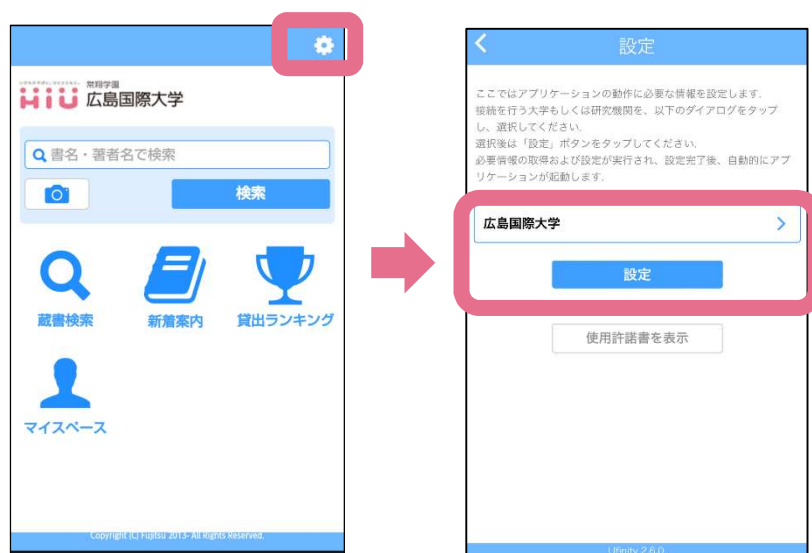 常翔学園
HiU 広島国際大学
書名・著者名で検索
検索
蔵書検索
新着案内
貸出ランキング
マイスペース
Copyright (C) Fujitsu 2013- All Rights Reserved.
設定
ここではアプリケーションの動作に必要な情報を設定します.
接続を行う大学もしくは研究機関を、以下のダイアログをタップ
し、選択してください.
選択後は「設定」ボタンをタップしてください.
必要情報の取得および設定が実行され、設定完了後、自動的にアプ
リケーションが起動します.
広島国際大学
設定
使用許諾書を表示
Ufinity 2.6.0